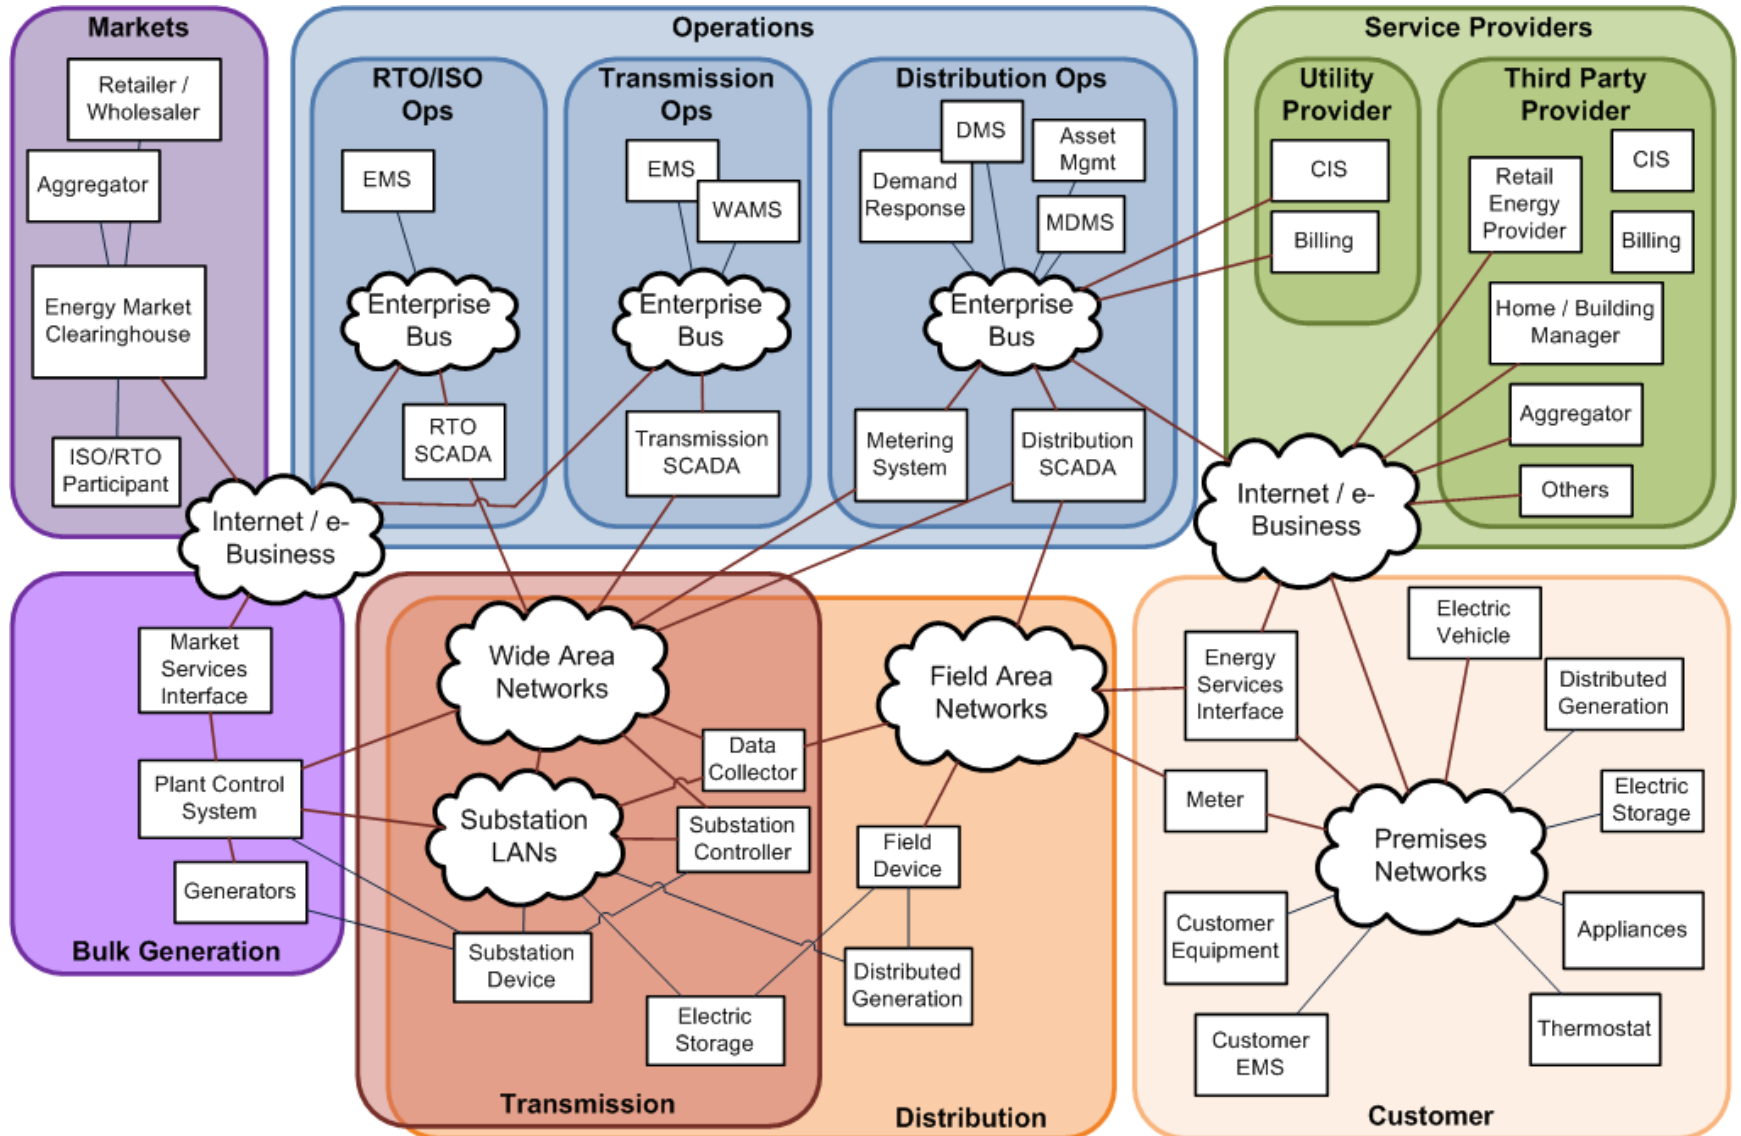 Markets
Retailer /
Wholesaler
Aggregator
Energy Market
Clearinghouse
ISO/RTO
Participant
Operations
RTO/ISO
Ops
EMS
Enterprise
Bus
RTO
SCADA
Transmission
Ops
EMS
WAMS
Enterprise
Bus
Transmission
SCADA
Distribution Ops
DMS
Asset
Mgmt
Demand
Response
MDMS
Enterprise
Bus
Metering
System
Distribution
SCADA
Service Providers
Utility
Provider
CIS
Billing
Third Party
Provider
CIS
Retail
Energy
Provider
Billing
Home / Building
Manager
Aggregator
Others
Internet / e-
Business
Internet / e-
Business
Market
Services
Interface
Plant Control
System
Generators
Bulk Generation
Wide Area
Networks
Data
Collector
Substation
LANs
Substation
Controller
Substation
Device
Electric
Storage
Transmission
Field Area
Networks
Field
Device
Distributed
Generation
Distribution
Energy
Services
Interface
Electric
Vehicle
Distributed
Generation
Meter
Electric
Storage
Premises
Networks
Customer
Equipment
Appliances
Customer
EMS
Thermostat
Customer